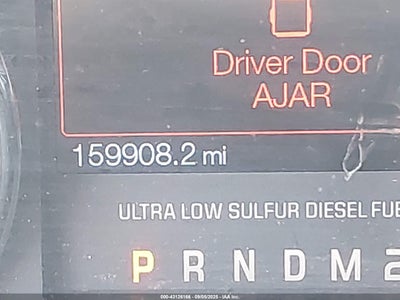 Driver Door
AJAR
159908.2 mi
ULTRA LOW SULFUR DIESEL FUE
P R N D M 2